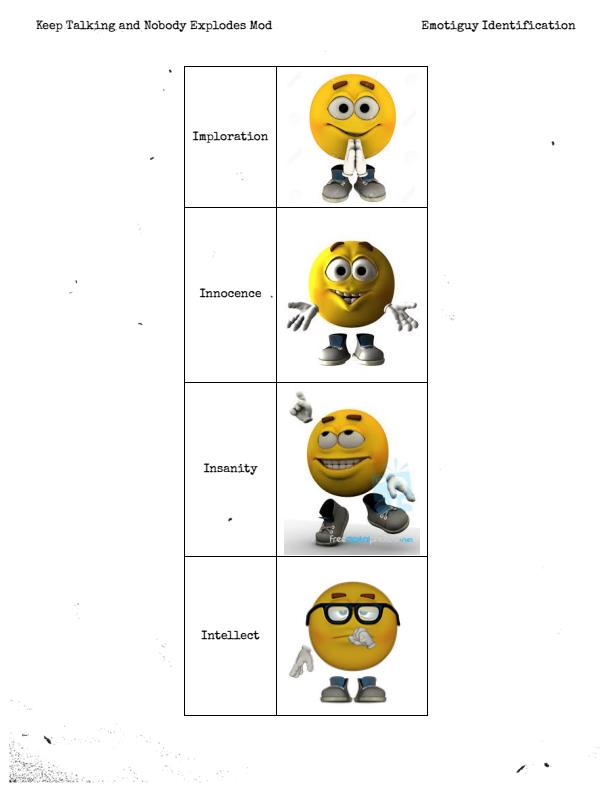 Keep Talking and Nobody Explodes Mod
Emotiguy Identification
Imploration
Innocence
Insanity
Intellect